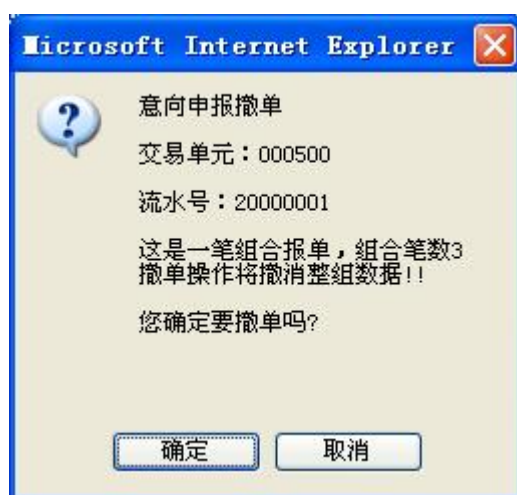 Microsoft Internet Explorer
意向申报撤单
交易单元：000500
流水号：20000001
这是一笔组合报单，组合笔数3
撤单操作将撤消整组数据!!
您确定要撤单吗?
确定
取消